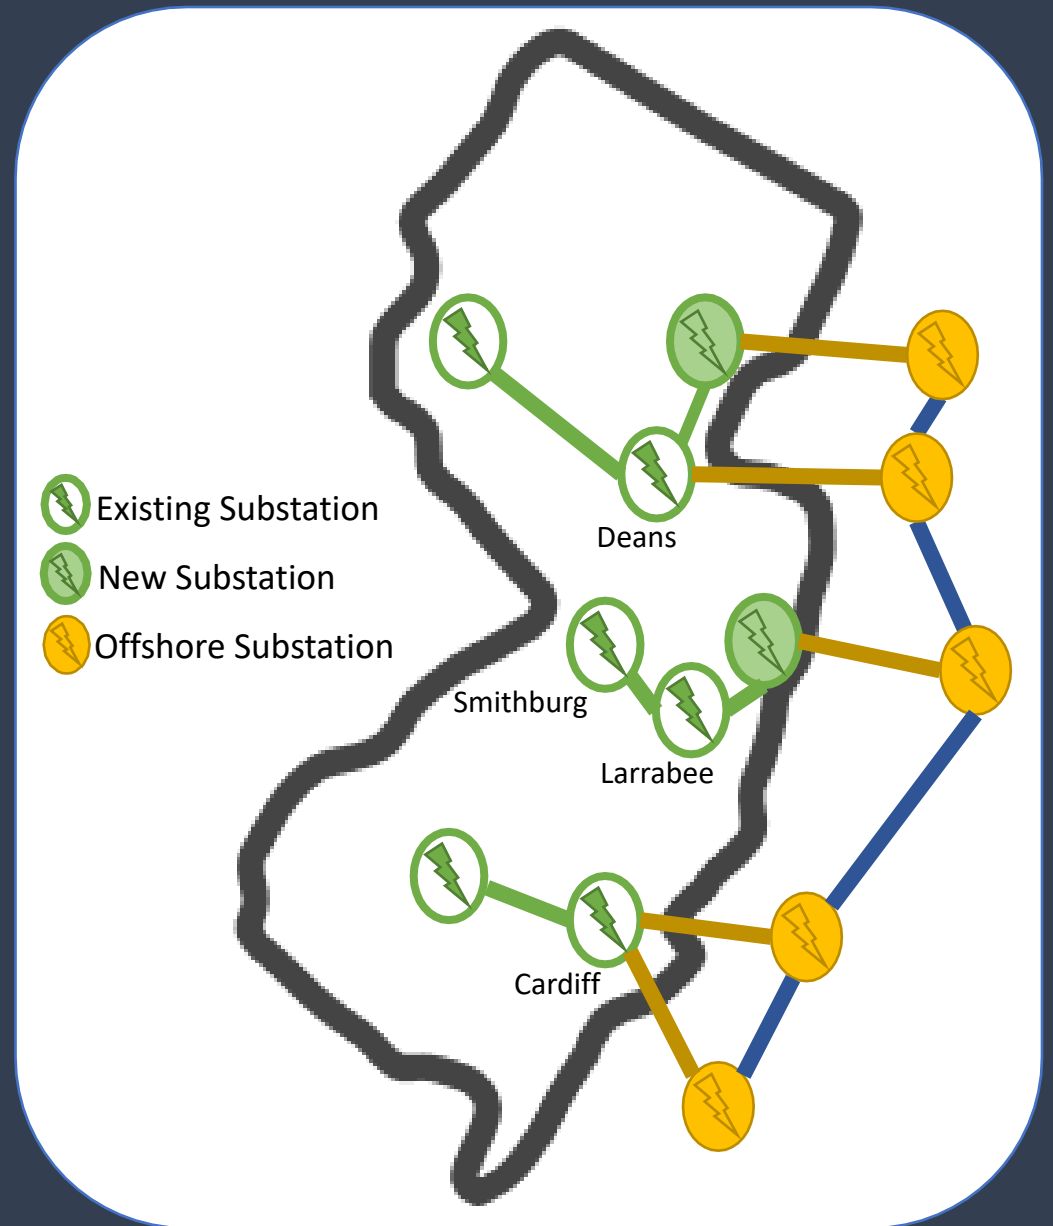 Existing Substation
New Substation
Offshore Substation
Deans
Smithburg
Larrabee
Cardiff